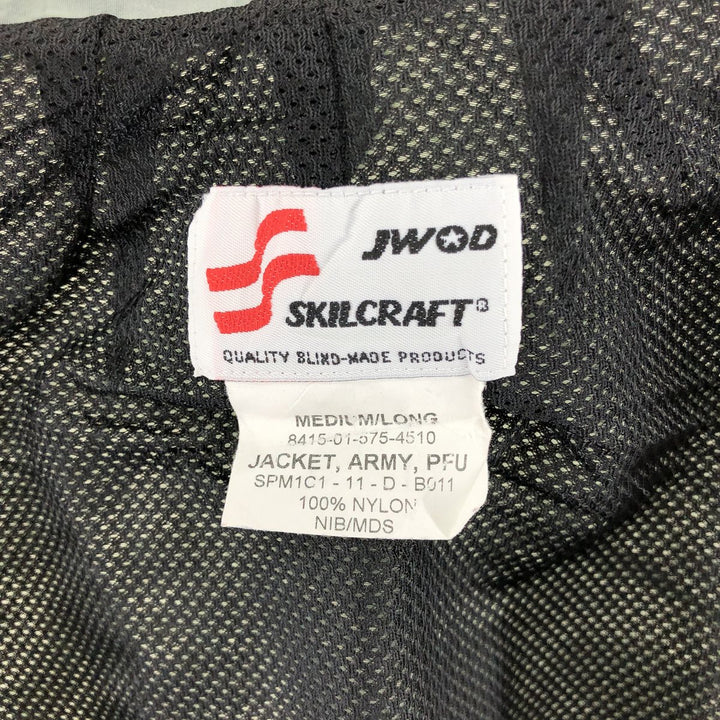 JWOD
SKILCRAFT®
QUALITY BLIND-MADE PRODUCTS
MEDIUM/LONG
8415-01-575-4510
JACKET, ARMY, PFU
SPM1C1 - 11 - D - B011
100% NYLON
NIB/MDS